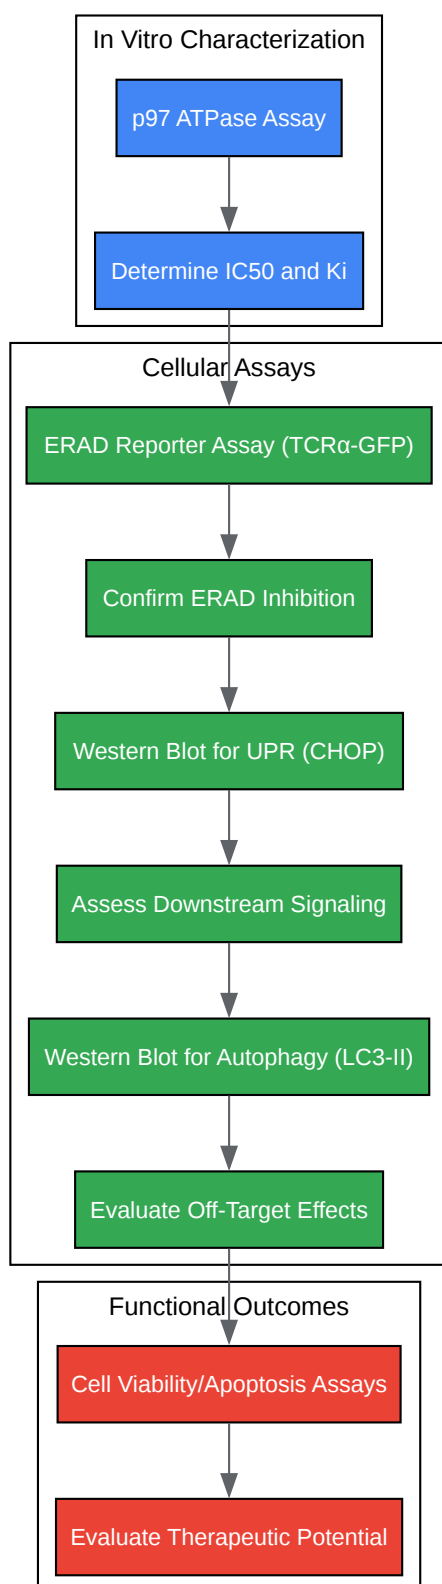 In Vitro Characterization
p97 ATPase Assay
Determine IC50 and Ki
Cellular Assays
ERAD Reporter Assay (TCRα-GFP)
Confirm ERAD Inhibition
Western Blot for UPR (CHOP)
Assess Downstream Signaling
Western Blot for Autophagy (LC3-II)
Evaluate Off-Target Effects
Functional Outcomes
Cell Viability/Apoptosis Assays
Evaluate Therapeutic Potential